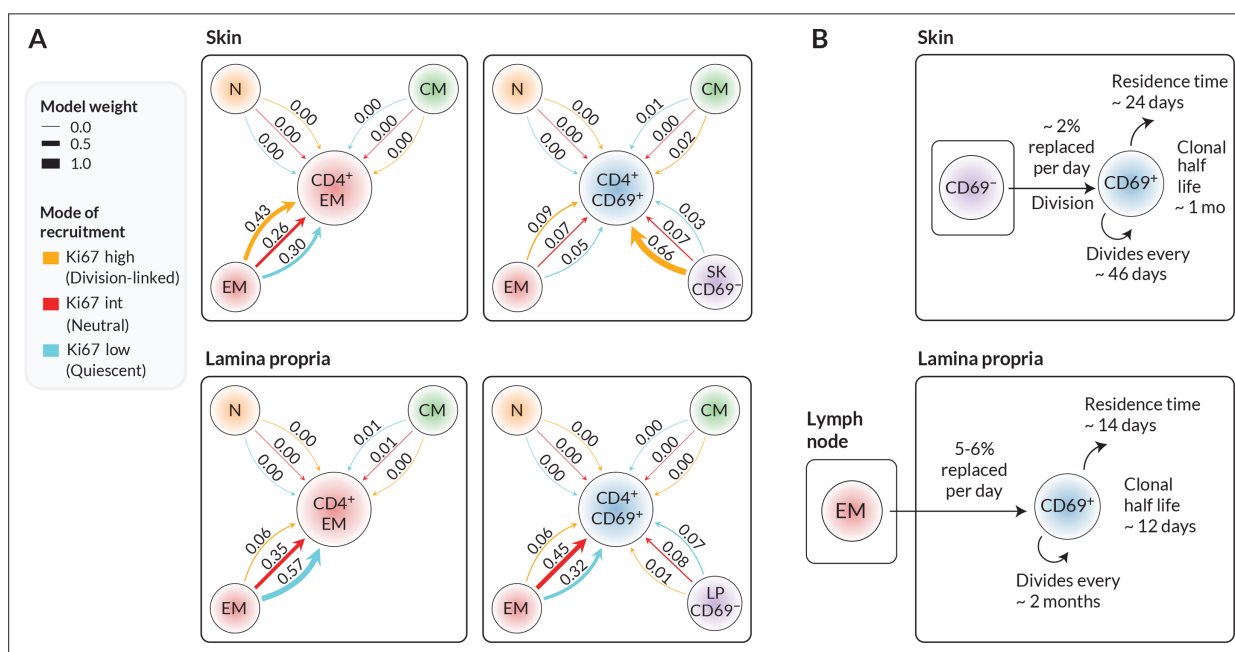 A
Model weight
0.0
0.5
1.0
Mode of
recruitment
Ki67 high
(Division-linked)
Ki67 int
(Neutral)
Ki67 low
(Quiescent)
Skin
N
CM
0.00
0.00
0.00
0.00
0.00
0.00
CD4+
EM
0.43
0.26
0.30
EM
N
CM
0.00
0.00
0.00
0.01
0.00
0.02
CD4+
CD69+
0.09
0.07
0.05
0.03
0.07
0.66
EM
SK
CD69−
Lamina propria
N
CM
0.00
0.00
0.00
0.01
0.01
0.00
CD4+
EM
0.06
0.35
0.57
EM
N
CM
0.00
0.00
0.00
0.00
0.00
0.00
CD4+
CD69+
0.06
0.45
0.32
0.07
0.08
0.01
EM
LP
CD69−
B
Skin
Residence time
~ 24 days
~ 2%
replaced
per day
Clonal
half
life
~ 1 mo
CD69−
CD69+
Division
Divides every
~ 46 days
Lamina propria
Lymph
node
Residence time
~ 14 days
5-6%
replaced
per day
Clonal
half life
~ 12 days
EM
CD69+
Divides every
~ 2 months